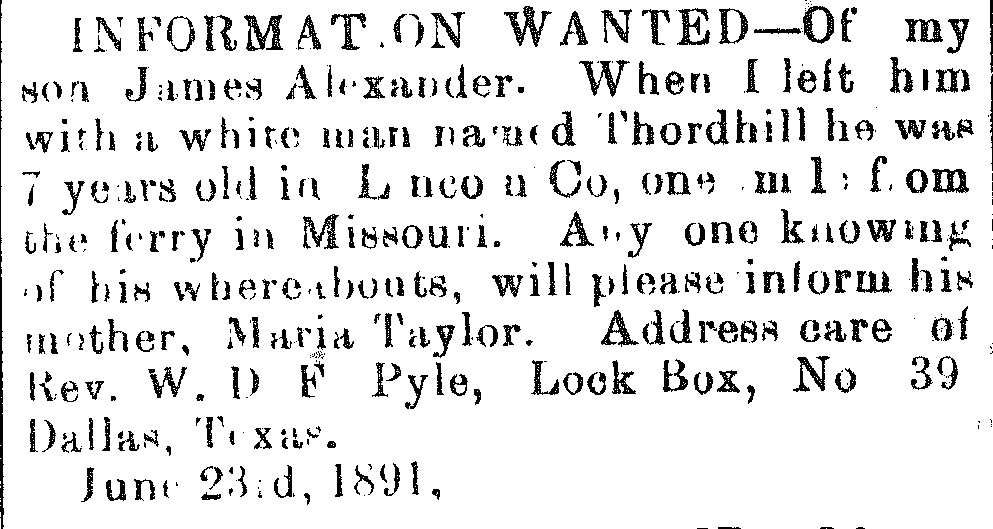 INFORMATION WANTED—Of my
son James Alexander. When I left him
with a white man named Thordhill he was
7 years old in Lincoln Co, one mile from
the ferry in Missouri. Any one knowing
of his whereabouts, will please inform his
mother, Maria Taylor. Address care of
Rev. W. D F Pyle, Lock Box, No 39
Dallas, Texas.
June 23rd, 1891,